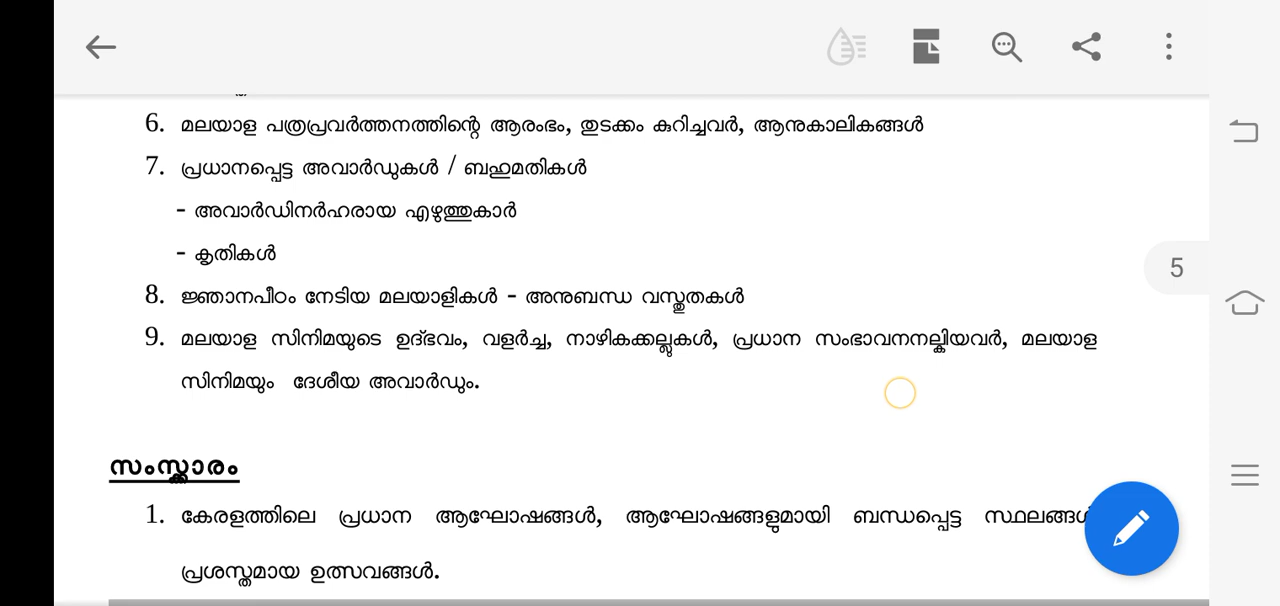 6. മലയാള പത്രപ്രവർത്തനത്തിന്റെ ആരംഭം, തുടക്കം കുറിച്ചവർ, ആനുകാലികങ്ങൾ
7. പ്രധാനപ്പെട്ട അവാർഡുകൾ / ബഹുമതികൾ
- അവാർഡിനർഹരായ എഴുത്തുകാർ
- കൃതികൾ
8. ജ്ഞാനപീഠം നേടിയ മലയാളികൾ - അനുബന്ധ വസ്തുതകൾ
5
9. മലയാള സിനിമയുടെ ഉദ്ഭവം, വളർച്ച, നാഴികക്കല്ലുകൾ, പ്രധാന സംഭാവനനല്കിയവർ, മലയാള
സിനിമയും ദേശീയ അവാർഡും.
സംസ്ക്കാരം
1. കേരളത്തിലെ പ്രധാന ആഘോഷങ്ങൾ, ആഘോഷങ്ങളുമായി ബന്ധപ്പെട്ട സ്ഥലങ്ങൾ
പ്രശസ്തമായ ഉത്സവങ്ങൾ.